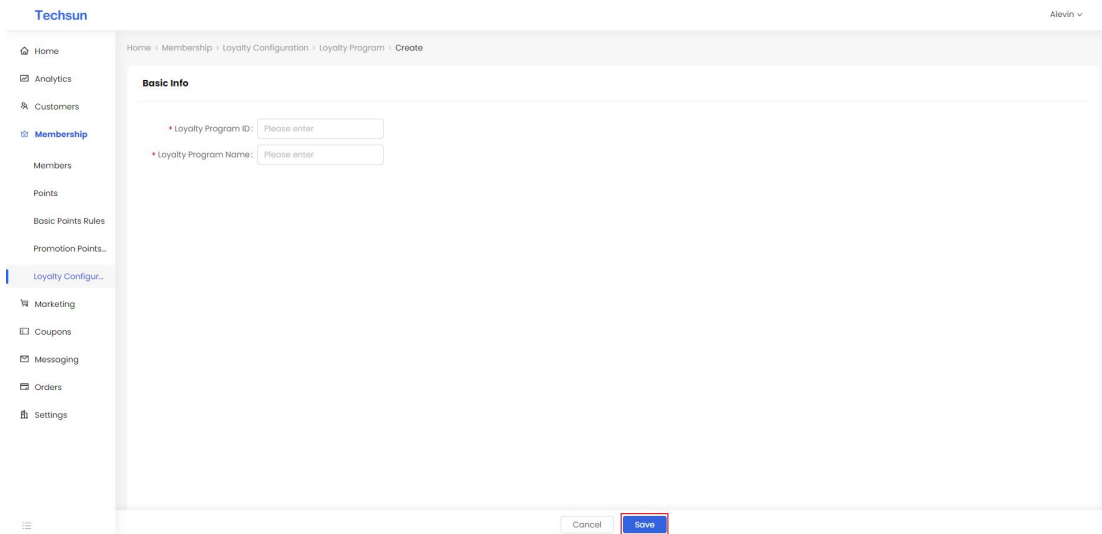 Techsun
Alevin
Home
Analytics
Customers
Membership
Members
Points
Basic Points Rules
Promotion Points...
Loyalty Configur...
Marketing
Coupons
Messaging
Orders
Settings
Home > Membership > Loyalty Configuration > Loyalty Program > Create
Basic Info
* Loyalty Program ID: Please enter
* Loyalty Program Name: Please enter
Cancel Save